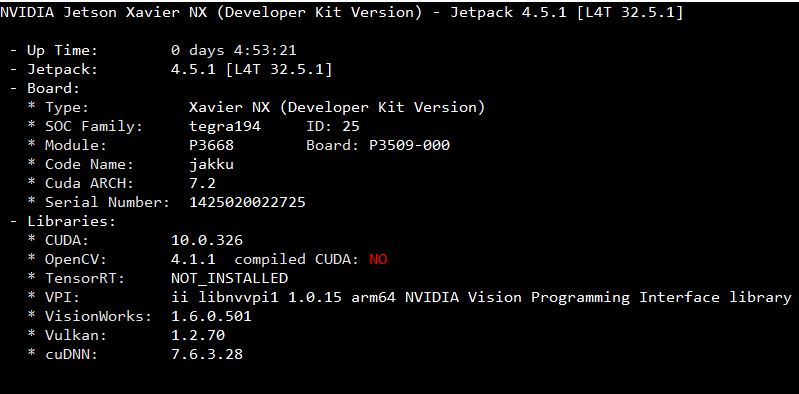 NVIDIA Jetson Xavier NX (Developer Kit Version) - Jetpack 4.5.1 [L4T 32.5.1]
- Up Time: 0 days 4:53:21
- Jetpack: 4.5.1 [L4T 32.5.1]
- Board:
* Type: Xavier NX (Developer Kit Version)
* SOC Family: tegra194 ID: 25
* Module: P3668 Board: P3509-000
* Code Name: jakku
* Cuda ARCH: 7.2
* Serial Number: 1425020022725
- Libraries:
* CUDA: 10.0.326
* OpenCV: 4.1.1 compiled CUDA: NO
* TensorRT: NOT_INSTALLED
* VPI: ii libnvvpi1 1.0.15 arm64 NVIDIA Vision Programming Interface library
* VisionWorks: 1.6.0.501
* Vulkan: 1.2.70
* cuDNN: 7.6.3.28